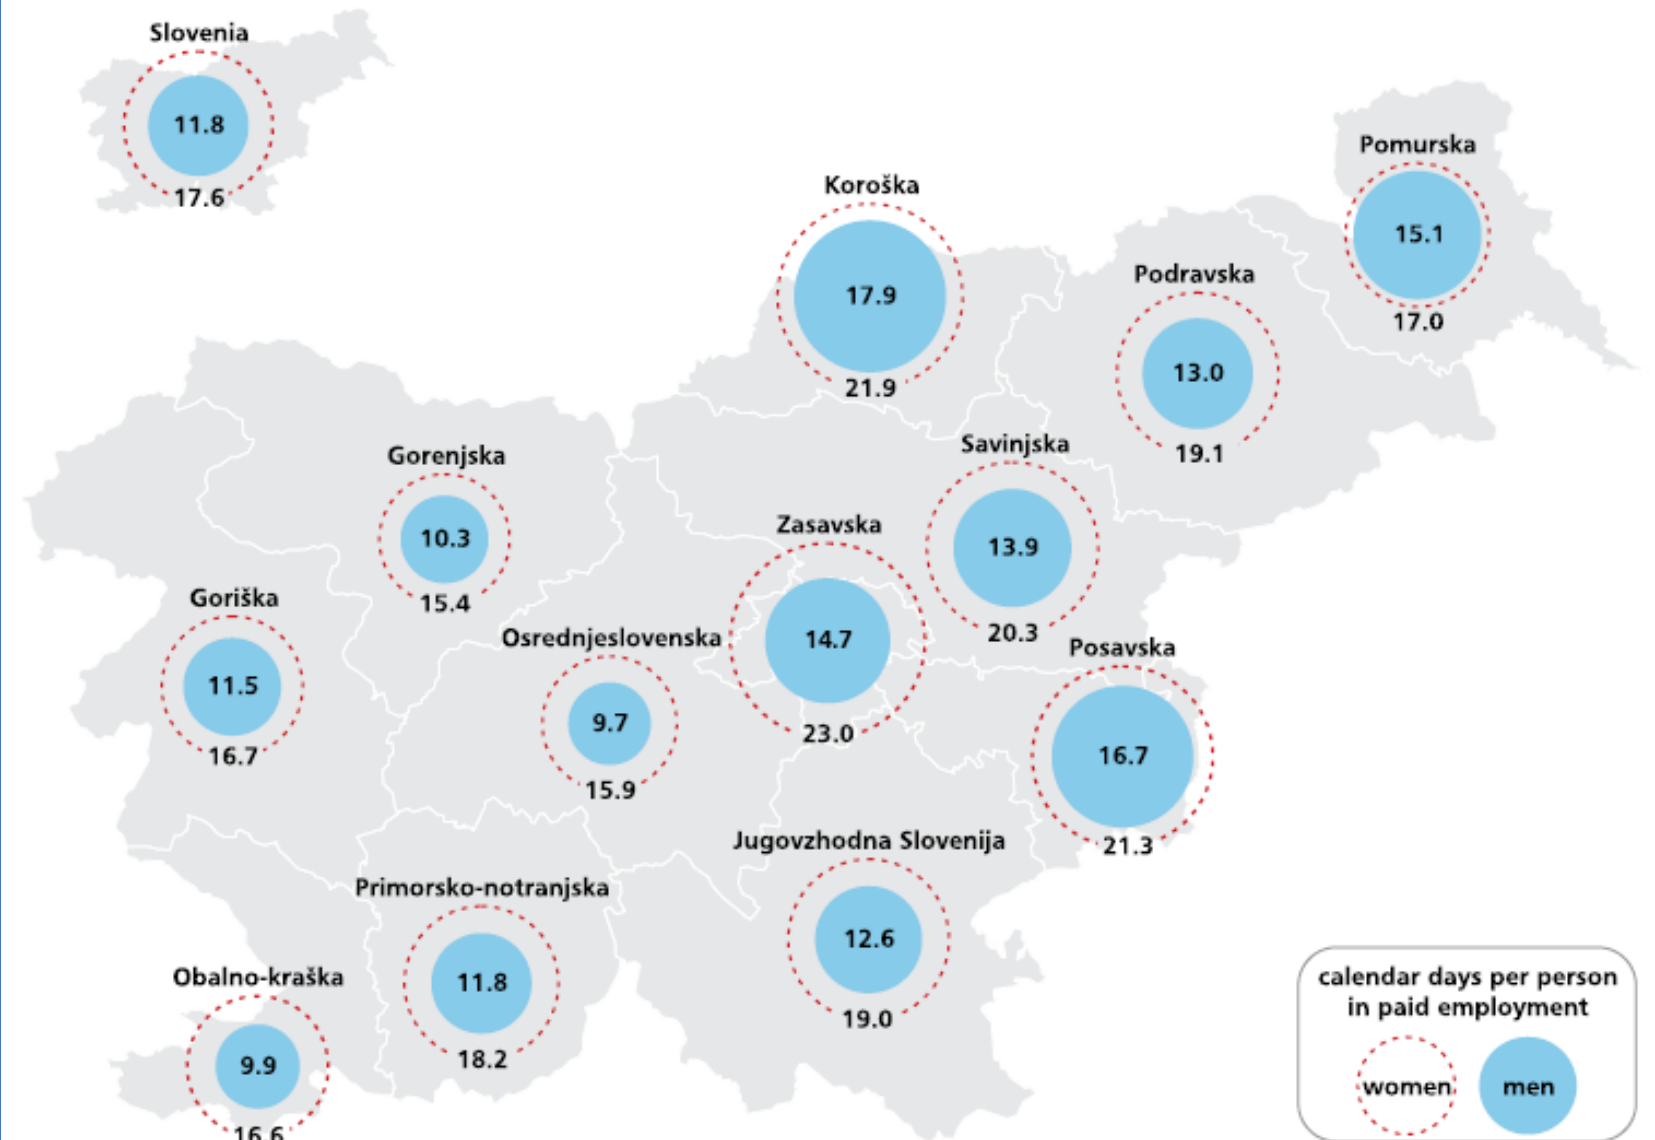 Slovenia
11.8
17.6
Pomurska
15.1
17.0
Koroška
17.9
21.9
Podravska
13.0
19.1
Savinjska
13.9
20.3
Gorenjska
10.3
15.4
Zasavska
14.7
23.0
Goriška
11.5
16.7
Osrednjeslovenska
9.7
15.9
Posavska
16.7
21.3
Jugovzhodna Slovenija
12.6
19.0
Primorsko-notranjska
11.8
18.2
Obalno-kraška
9.9
16.6
calendar days per person
in paid employment
women
men